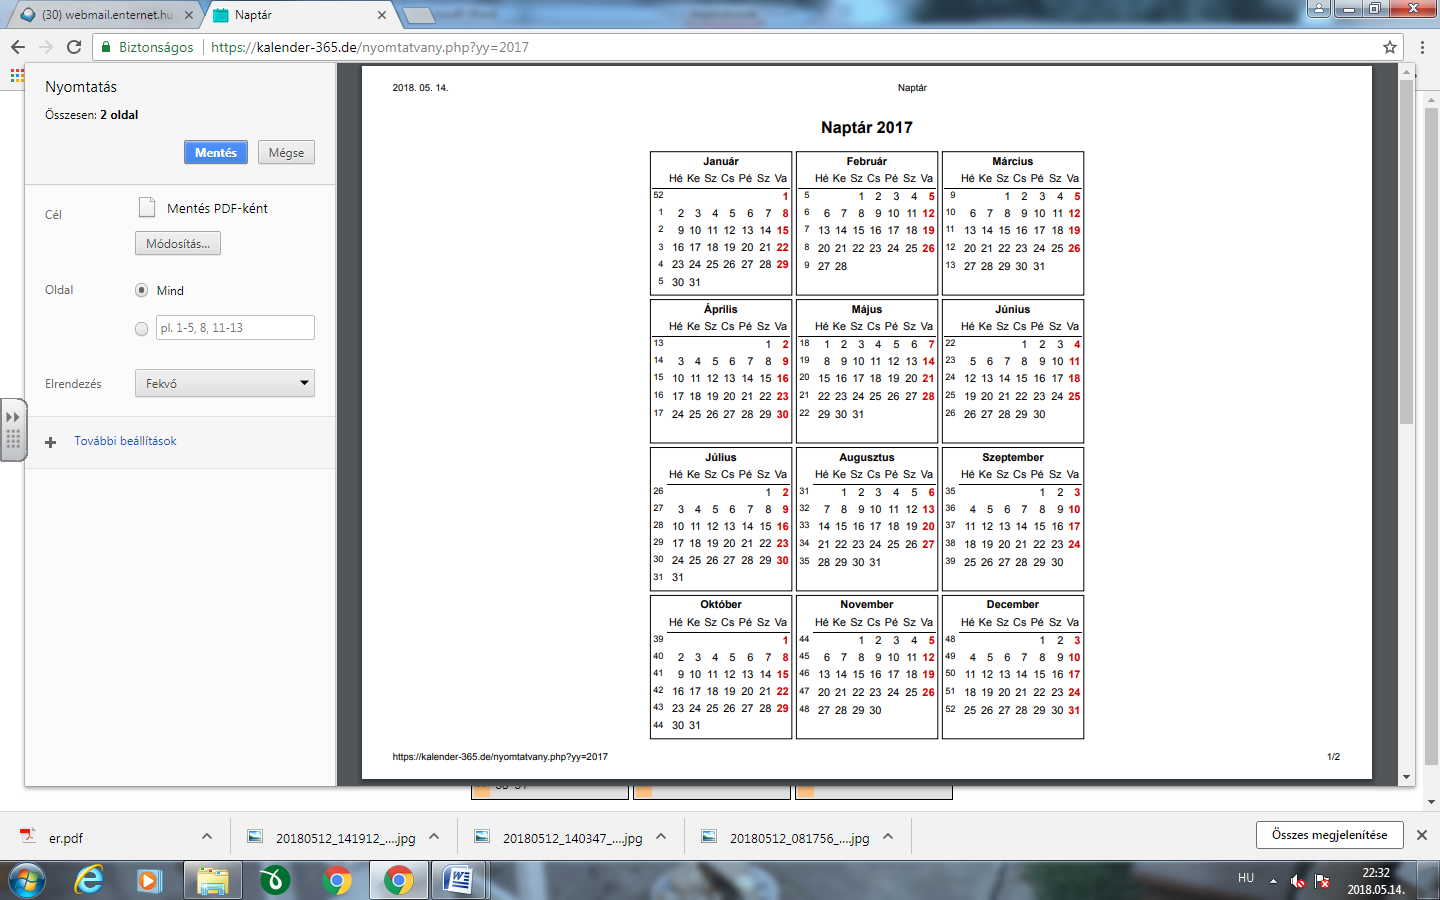 (30) webmail.enternet.hu
Naptár
Biztonságos
https://kalender-365.de/nyomtatvany.php?yy=2017
Nyomtatás
Összesen: 2 oldal
Mentés
Mégse
Cél
Mentés PDF-ként
Módosítás...
Oldal
Mind
pl. 1-5, 8, 11-13
Elrendezés
Fekvő
További beállítások
2018. 05. 14.
Naptár
Naptár 2017
Január
Hé Ke Sz Cs Pé Sz Va
52 1
1 2 3 4 5 6 7 8
2 9 10 11 12 13 14 15
3 16 17 18 19 20 21 22
4 23 24 25 26 27 28 29
5 30 31
Február
Hé Ke Sz Cs Pé Sz Va
5 1 2 3 4 5
6 6 7 8 9 10 11 12
7 13 14 15 16 17 18 19
8 20 21 22 23 24 25 26
9 27 28
Március
Hé Ke Sz Cs Pé Sz Va
9 1 2 3 4 5
10 6 7 8 9 10 11 12
11 13 14 15 16 17 18 19
12 20 21 22 23 24 25 26
13 27 28 29 30 31
Április
Hé Ke Sz Cs Pé Sz Va
13 1 2
14 3 4 5 6 7 8 9
15 10 11 12 13 14 15 16
16 17 18 19 20 21 22 23
17 24 25 26 27 28 29 30
Május
Hé Ke Sz Cs Pé Sz Va
18 1 2 3 4 5 6 7
19 8 9 10 11 12 13 14
20 15 16 17 18 19 20 21
21 22 23 24 25 26 27 28
22 29 30 31
Június
Hé Ke Sz Cs Pé Sz Va
22 1 2 3 4
23 5 6 7 8 9 10 11
24 12 13 14 15 16 17 18
25 19 20 21 22 23 24 25
26 26 27 28 29 30
Július
Hé Ke Sz Cs Pé Sz Va
26 1 2
27 3 4 5 6 7 8 9
28 10 11 12 13 14 15 16
29 17 18 19 20 21 22 23
30 24 25 26 27 28 29 30
31 31
Augusztus
Hé Ke Sz Cs Pé Sz Va
31 1 2 3 4 5 6
32 7 8 9 10 11 12 13
33 14 15 16 17 18 19 20
34 21 22 23 24 25 26 27
35 28 29 30 31
Szeptember
Hé Ke Sz Cs Pé Sz Va
35 1 2 3
36 4 5 6 7 8 9 10
37 11 12 13 14 15 16 17
38 18 19 20 21 22 23 24
39 25 26 27 28 29 30
Október
Hé Ke Sz Cs Pé Sz Va
39 1
40 2 3 4 5 6 7 8
41 9 10 11 12 13 14 15
42 16 17 18 19 20 21 22
43 23 24 25 26 27 28 29
44 30 31
November
Hé Ke Sz Cs Pé Sz Va
44 1 2 3 4 5
45 6 7 8 9 10 11 12
46 13 14 15 16 17 18 19
47 20 21 22 23 24 25 26
48 27 28 29 30
December
Hé Ke Sz Cs Pé Sz Va
48 1 2 3
49 4 5 6 7 8 9 10
50 11 12 13 14 15 16 17
51 18 19 20 21 22 23 24
52 25 26 27 28 29 30 31
https://kalender-365.de/nyomtatvany.php?yy=2017
1/2
er.pdf
20180512_141912_....jpg
20180512_140347_....jpg
20180512_081756_....jpg
Összes megjelenítése
HU
22:32
2018.05.14.